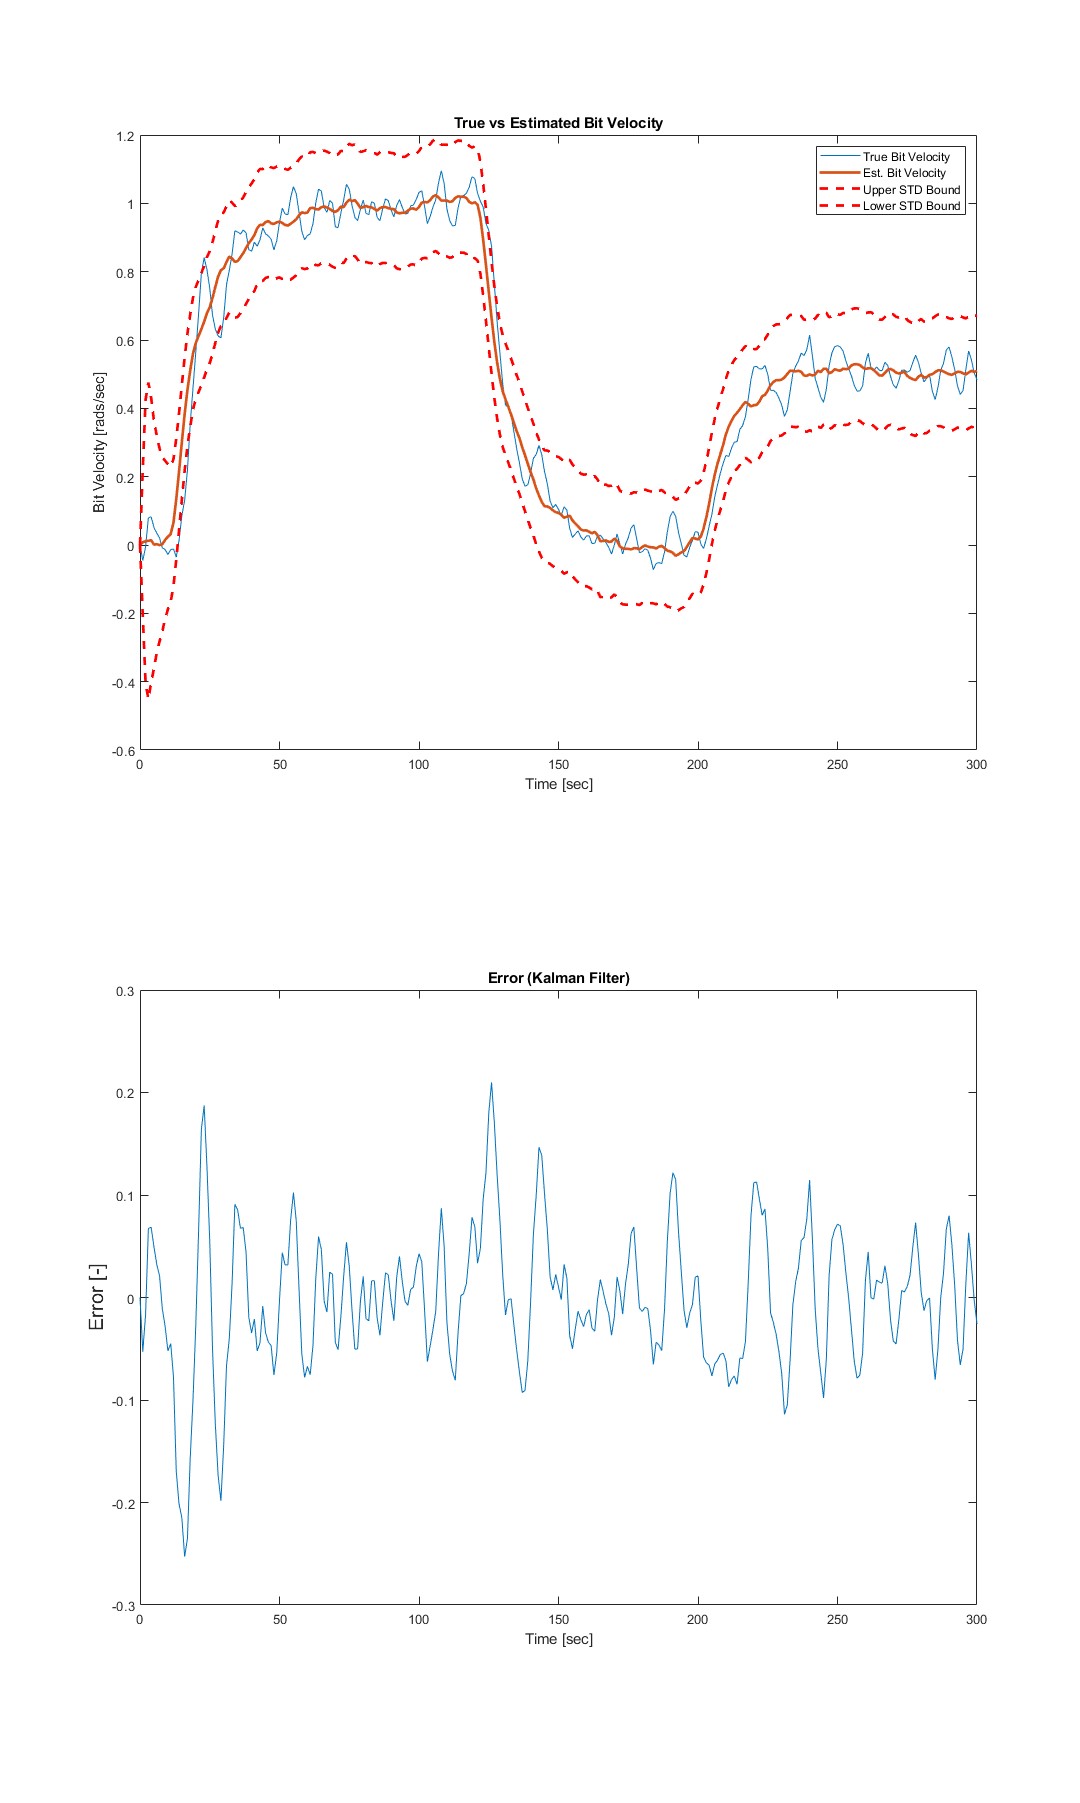 True vs Estimated Bit Velocity
1.2
1
0.8
0.6
0.4
0.2
0
-0.2
-0.4
-0.6
Bit Velocity [rads/sec]
True Bit Velocity
Est. Bit Velocity
Upper STD Bound
Lower STD Bound
0 50 100 150 200 250 300
Time [sec]
Error (Kalman Filter)
0.3
0.2
0.1
0
-0.1
-0.2
-0.3
Error [-]
0 50 100 150 200 250 300
Time [sec]